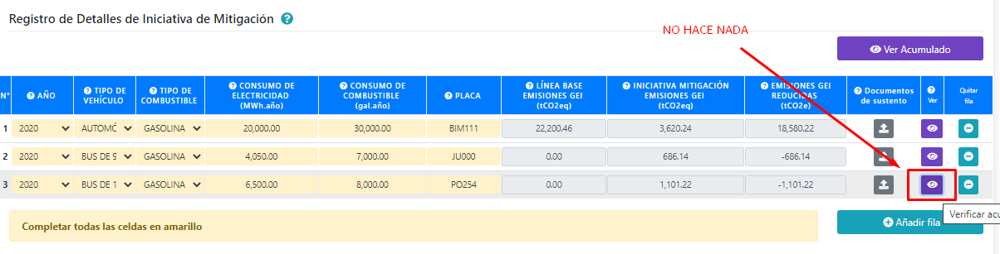 Registro de Detalles de Iniciativa de Mitigación ?
NO HACE NADA
Ver Acumulado
Nº ? AÑO ? TIPO DE VEHÍCULO ? TIPO DE COMBUSTIBLE ? CONSUMO DE ELECTRICIDAD (MWh.año) ? CONSUMO DE COMBUSTIBLE (gal.año) ? PLACA ? LÍNEA BASE EMISIONES GEI (tCO2eq) ? INICIATIVA MITIGACIÓN EMISIONES GEI (tCO2eq) ? EMISIONES GEI REDUCIDAS (tCO2e) ? Documentos de sustento ? Ver Quitar fila
1 2020 AUTOMÓ GASOLINA 20,000.00 30,000.00 BIM111 22,200.46 3,620.24 18,580.22
2 2020 BUS DE 9 GASOLINA 4,050.00 7,000.00 JU000 0.00 686.14 -686.14
3 2020 BUS DE 1 GASOLINA 6,500.00 8,000.00 PO254 0.00 1,101.22 -1,101.22
Verificar acu
Completar todas las celdas en amarillo
Añadir fila